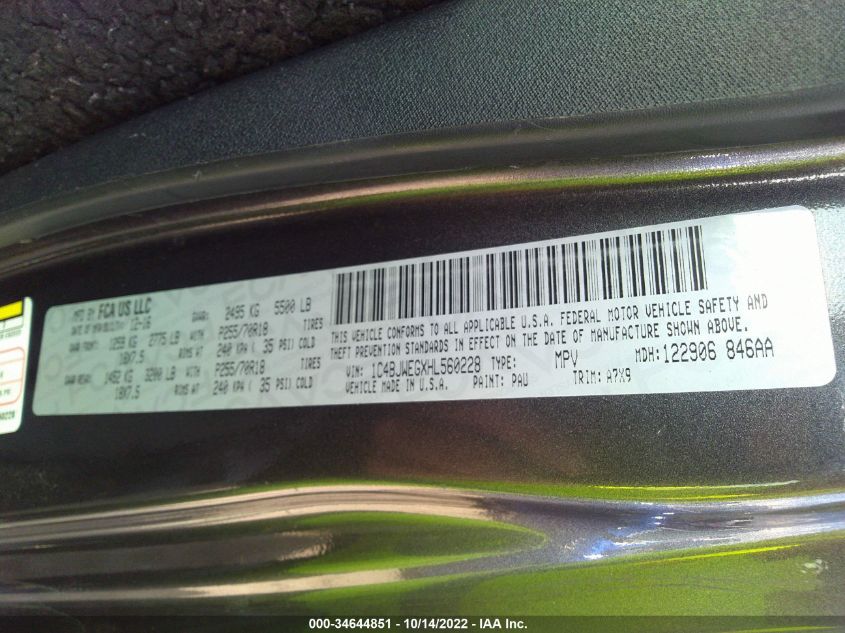 MFD BY: FCA US LLC
DATE OF MFR: 12-16
GVWR: 2495 KG 5500 LB
GAWR FRONT: 1259 KG 2775 LB WITH P255/70R18 TIRES
18X7.5 RIMS AT 240 KPA ( 35 PSI) COLD
GAWR REAR: 1452 KG 3200 LB WITH P255/70R18 TIRES
18X7.5 RIMS AT 240 KPA ( 35 PSI) COLD
THIS VEHICLE CONFORMS TO ALL APPLICABLE U.S.A. FEDERAL MOTOR VEHICLE SAFETY AND
THEFT PREVENTION STANDARDS IN EFFECT ON THE DATE OF MANUFACTURE SHOWN ABOVE.
VIN: 1C4BJWEGXHL560228 TYPE: MPV MDH: 122906 846AA
VEHICLE MADE IN U.S.A. PAINT: PAU TRIM: A7X9
000-34644851 | 10/14/2022 - IAA Inc.